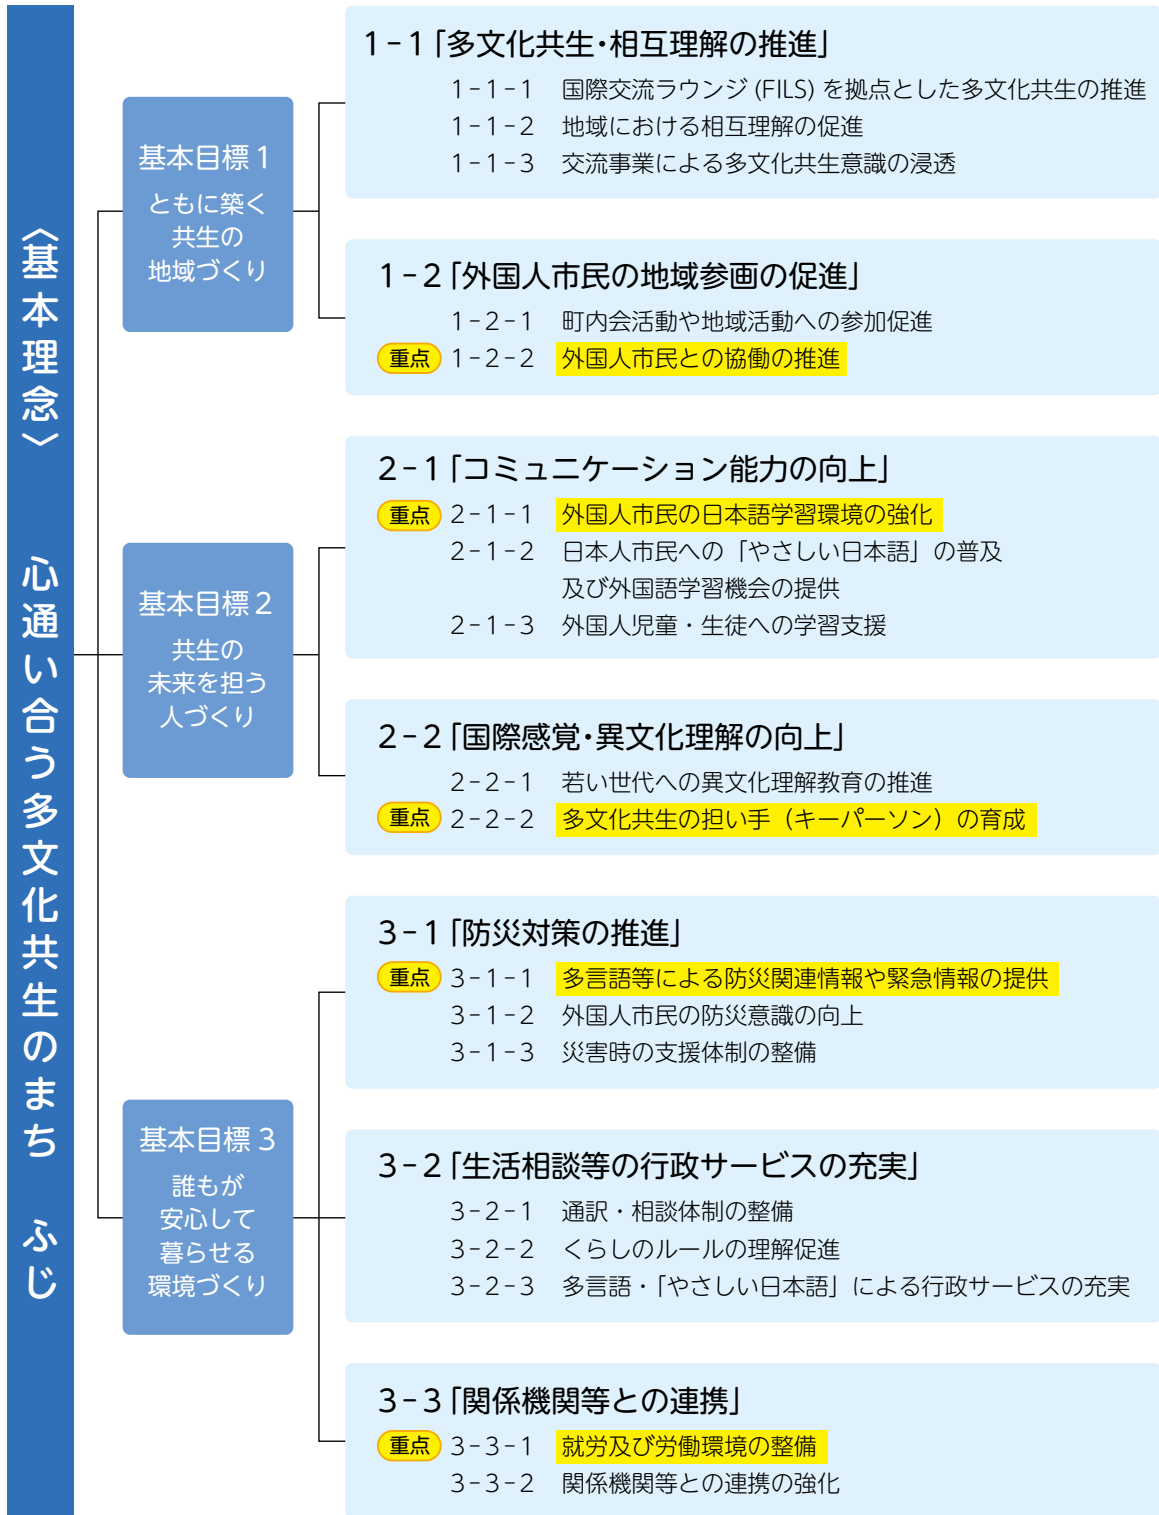 〈基本理念〉 心通い合う多文化共生のまち ふじ
基本目標1
ともに築く
共生の
地域づくり
1-1「多文化共生・相互理解の推進」
1-1-1 国際交流ラウンジ(FILS)を拠点とした多文化共生の推進
1-1-2 地域における相互理解の促進
1-1-3 交流事業による多文化共生意識の浸透
1-2「外国人市民の地域参画の促進」
1-2-1 町内会活動や地域活動への参加促進
重点 1-2-2 外国人市民との協働の推進
基本目標2
共生の
未来を担う
人づくり
2-1「コミュニケーション能力の向上」
重点 2-1-1 外国人市民の日本語学習環境の強化
2-1-2 日本人市民への「やさしい日本語」の普及
及び外国語学習機会の提供
2-1-3 外国人児童・生徒への学習支援
2-2「国際感覚・異文化理解の向上」
2-2-1 若い世代への異文化理解教育の推進
重点 2-2-2 多文化共生の担い手（キーパーソン）の育成
基本目標3
誰もが
安心して
暮らせる
環境づくり
3-1「防災対策の推進」
重点 3-1-1 多言語等による防災関連情報や緊急情報の提供
3-1-2 外国人市民の防災意識の向上
3-1-3 災害時の支援体制の整備
3-2「生活相談等の行政サービスの充実」
3-2-1 通訳・相談体制の整備
3-2-2 くらしのルールの理解促進
3-2-3 多言語・「やさしい日本語」による行政サービスの充実
3-3「関係機関等との連携」
重点 3-3-1 就労及び労働環境の整備
3-3-2 関係機関等との連携の強化